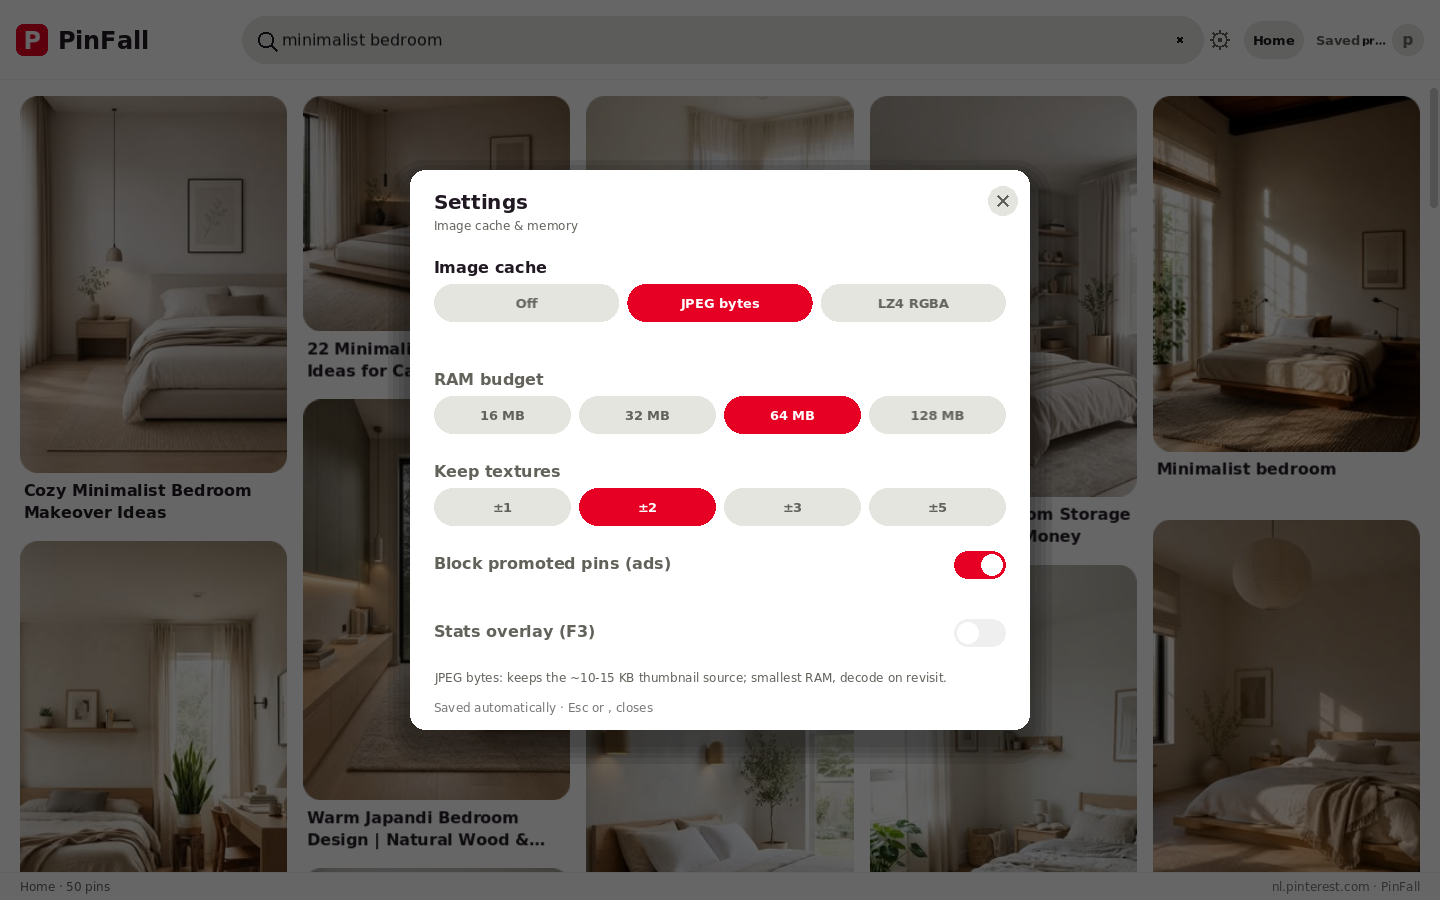 P PinFall
minimalist bedroom
Home
Saved
pr...
p
Settings
Image cache & memory
Image cache
Off
JPEG bytes
LZ4 RGBA
RAM budget
16 MB
32 MB
64 MB
128 MB
Keep textures
±1
±2
±3
±5
Block promoted pins (ads)
Stats overlay (F3)
JPEG bytes: keeps the ~10-15 KB thumbnail source; smallest RAM, decode on revisit.
Saved automatically · Esc or , closes
Cozy Minimalist Bedroom
Makeover Ideas
22
Ideas for
Warm Japandi Bedroom
Design | Natural Wood &...
Storage
Money
Minimalist bedroom
Home · 50 pins
nl.pinterest.com · PinFall